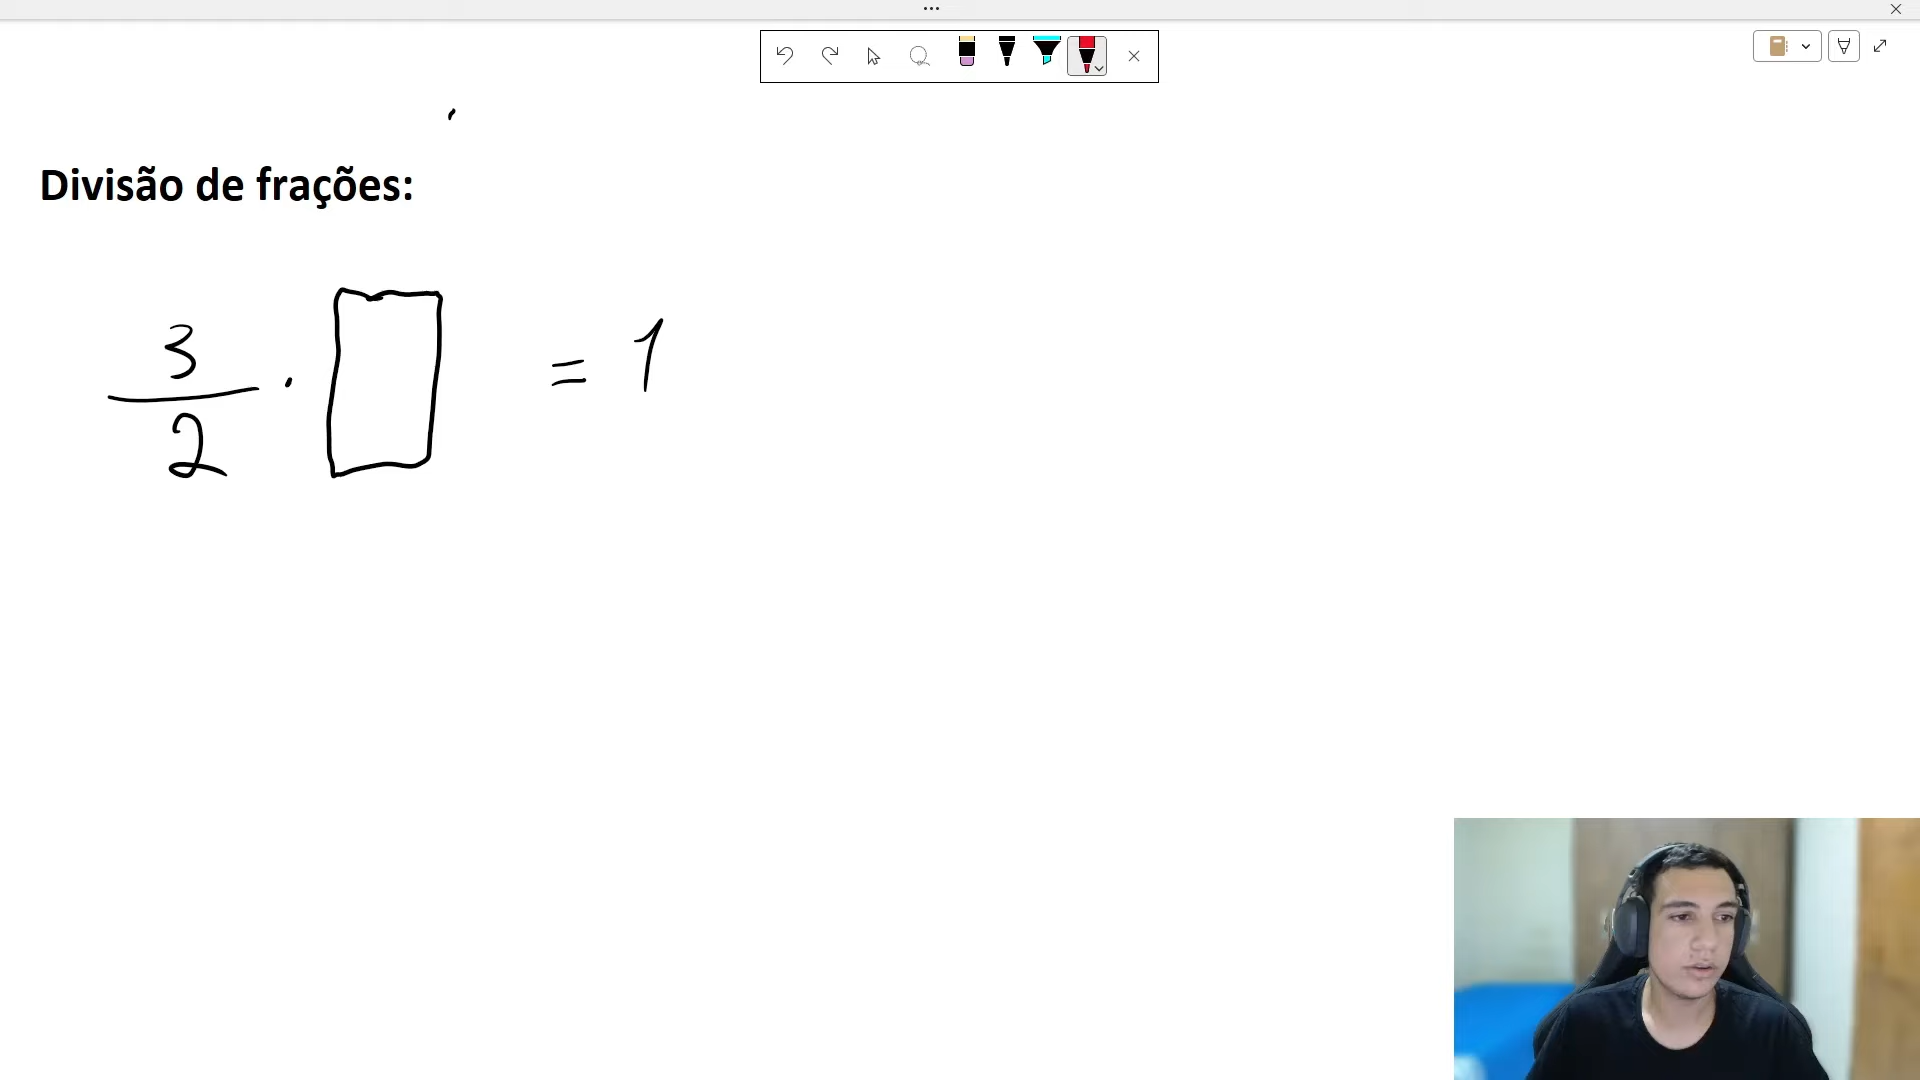 Divisão de frações:
3/2 · □ = 1